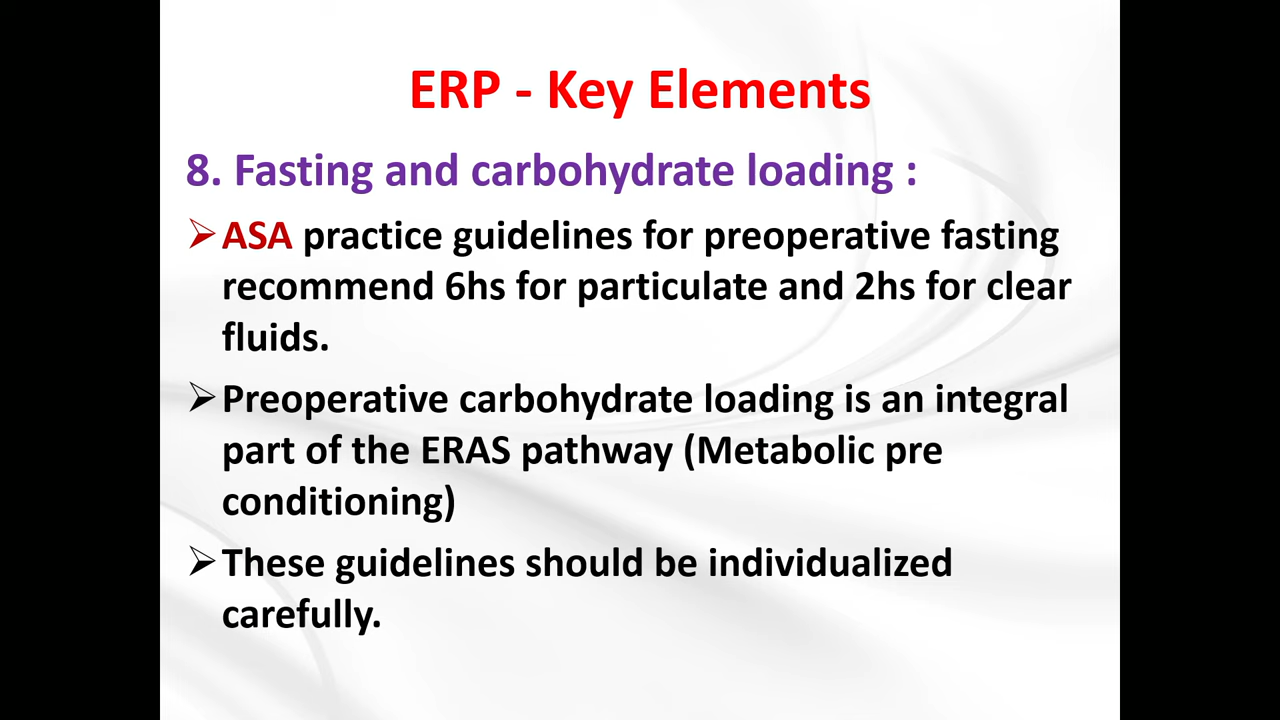 ERP - Key Elements
8. Fasting and carbohydrate loading :
➢ASA practice guidelines for preoperative fasting
recommend 6hs for particulate and 2hs for clear
fluids.
➢Preoperative carbohydrate loading is an integral
part of the ERAS pathway (Metabolic pre
conditioning)
➢These guidelines should be individualized
carefully.